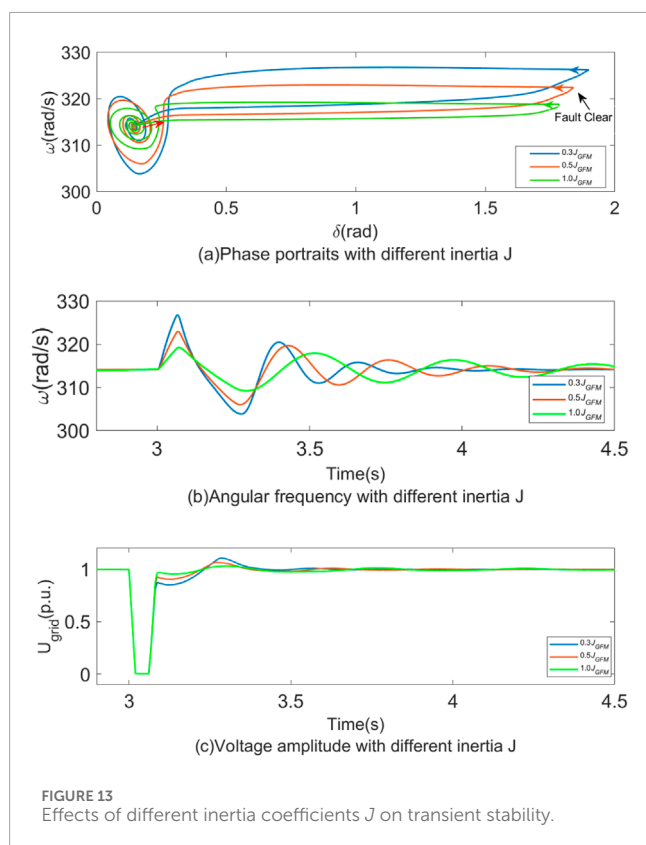 330
320
310
300
ω(rad/s)
Fault Clear
0.3J_GFM
0.5J_GFM
1.0J_GFM
0
0.5
1
1.5
2
δ(rad)
(a)Phase portraits with different inertia J
330
320
310
300
ω(rad/s)
0.3J_GFM
0.5J_GFM
1.0J_GFM
3
3.5
4
4.5
Time(s)
(b)Angular frequency with different inertia J
1
0.5
0
U_grid(p.u.)
0.3J_GFM
0.5J_GFM
1.0J_GFM
3
3.5
4
4.5
Time(s)
(c)Voltage amplitude with different inertia J
FIGURE 13
Effects of different inertia coefficients J on transient stability.